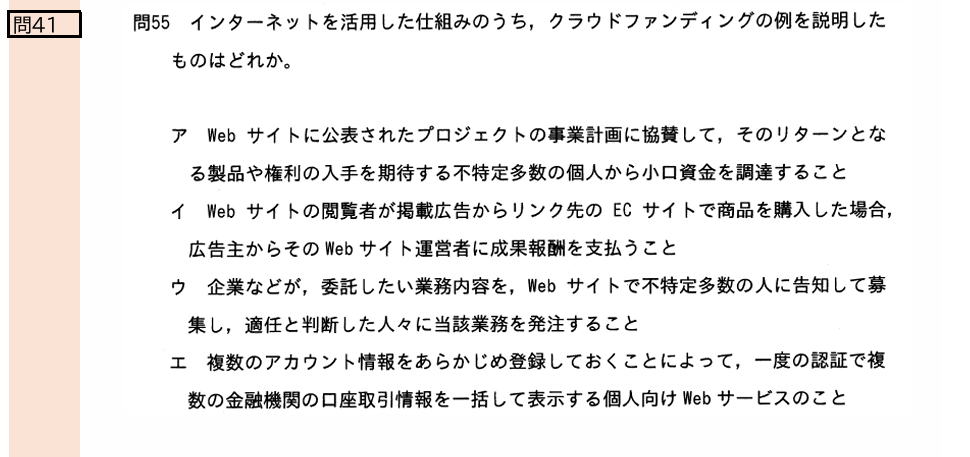 問41
問55 インターネットを活用した仕組みのうち，クラウドファンディングの例を説明した
ものはどれか。
ア Web サイトに公表されたプロジェクトの事業計画に協賛して，そのリターンとな
る製品や権利の入手を期待する不特定多数の個人から小口資金を調達すること
イ Web サイトの閲覧者が掲載広告からリンク先の EC サイトで商品を購入した場合，
広告主からその Web サイト運営者に成果報酬を支払うこと
ウ 企業などが，委託したい業務内容を，Web サイトで不特定多数の人に告知して募
集し，適任と判断した人々に当該業務を発注すること
エ 複数のアカウント情報をあらかじめ登録しておくことによって，一度の認証で複
数の金融機関の口座取引情報を一括して表示する個人向け Web サービスのこと